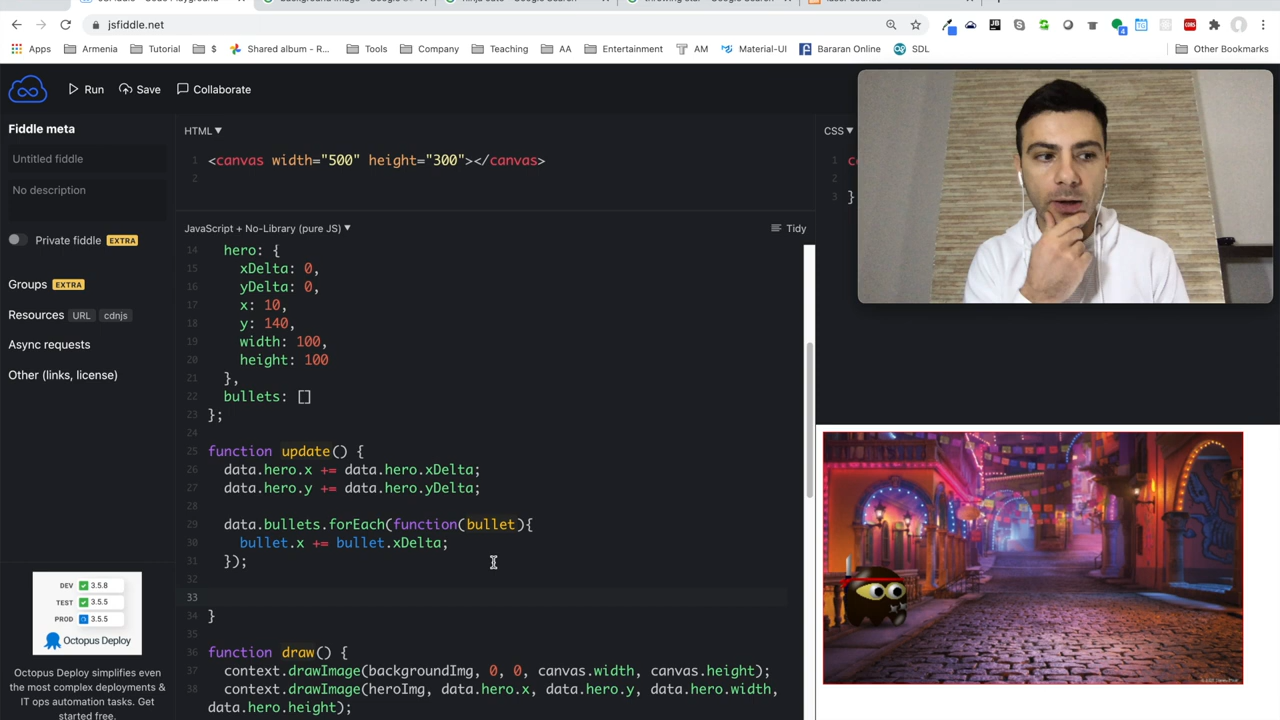 jsfiddle.net
Apps Armenia Tutorial $ Shared album - R... Tools Company Teaching AA Entertainment AM Material-UI Bararan Online SDL Other Bookmarks
Run Save Collaborate
Fiddle meta
Untitled fiddle
No description
Private fiddle EXTRA
Groups EXTRA
Resources URL cdnjs
Async requests
Other (links, license)
DEV 3.5.8
TEST 3.5.5
PROD 3.5.5
Octopus Deploy
Octopus Deploy simplifies even
the most complex deployments &
IT ops automation tasks. Get
started free.
HTML ▼
1 <canvas width="500" height="300"></canvas>
2
JavaScript + No-Library (pure JS) ▼ Tidy
14 hero: {
15 xDelta: 0,
16 yDelta: 0,
17 x: 10,
18 y: 140,
19 width: 100,
20 height: 100
21 },
22 bullets: []
23 };
24
25 function update() {
26 data.hero.x += data.hero.xDelta;
27 data.hero.y += data.hero.yDelta;
28
29 data.bullets.forEach(function(bullet){
30 bullet.x += bullet.xDelta;
31 });
32
33
34 }
35
36 function draw() {
37 context.drawImage(backgroundImg, 0, 0, canvas.width, canvas.height);
38 context.drawImage(heroImg, data.hero.x, data.hero.y, data.hero.width,
data.hero.height);
CSS ▼
1 c
2
3 }